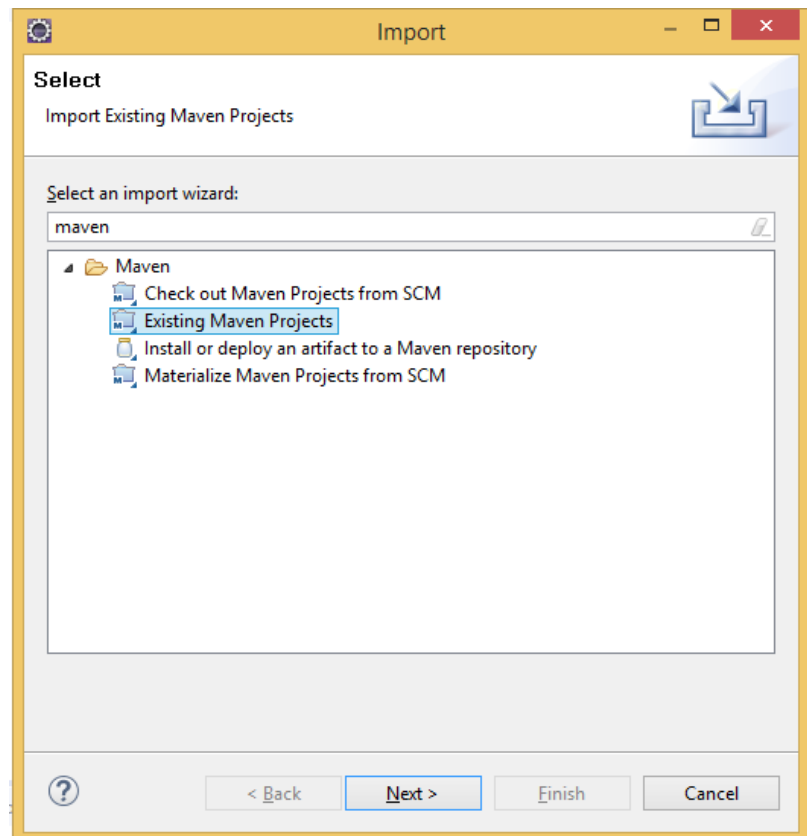 Import
Select
Import Existing Maven Projects
Select an import wizard:
maven
Maven
Check out Maven Projects from SCM
Existing Maven Projects
Install or deploy an artifact to a Maven repository
Materialize Maven Projects from SCM
< Back Next > Finish Cancel